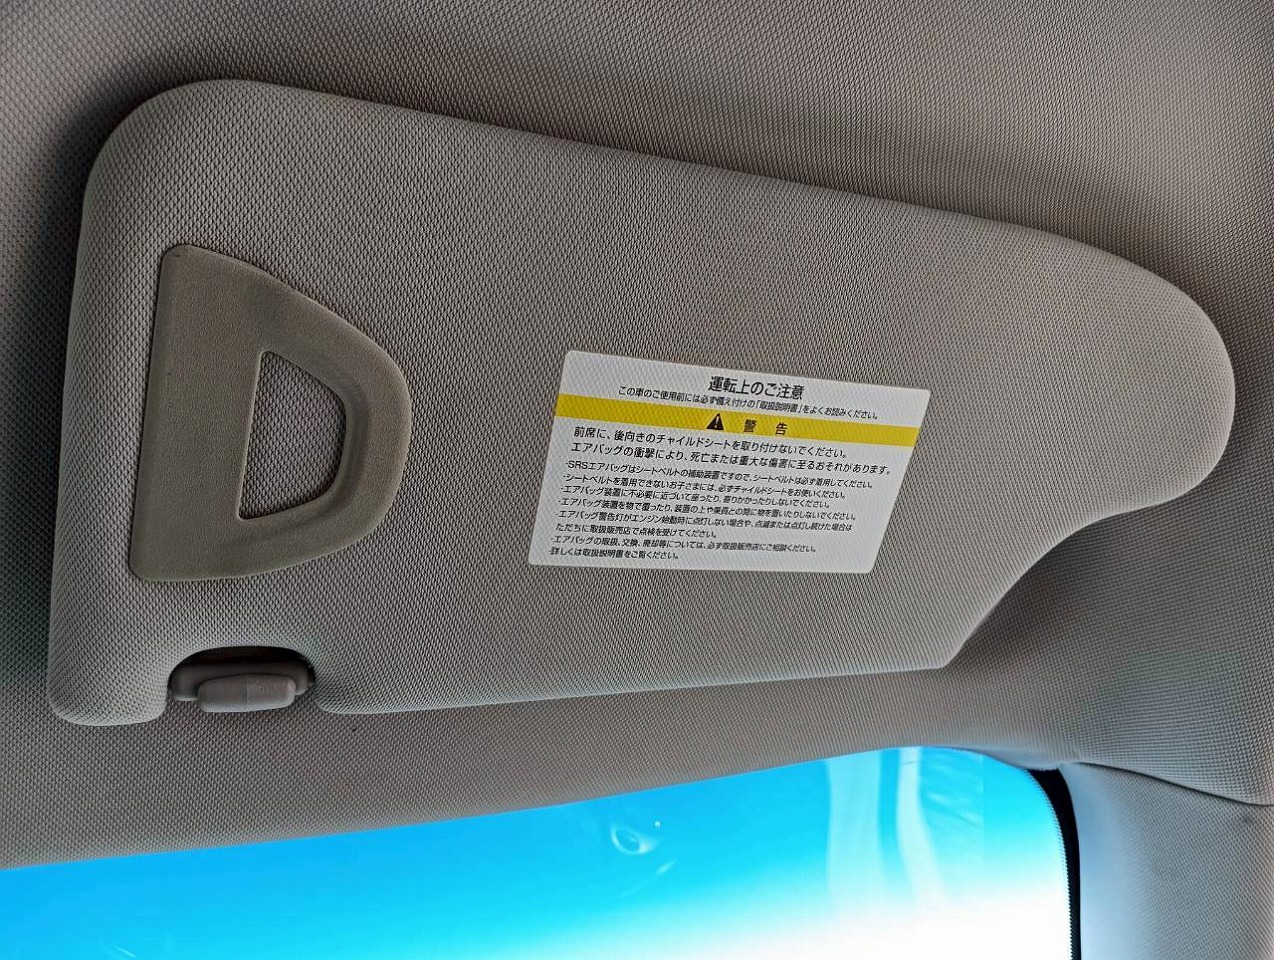 運転上のご注意
この車のご使用前には必ず備え付けの「取扱説明書」をよくお読みください。
警 告
前席に、後向きのチャイルドシートを取り付けないでください。
エアバッグの衝撃により、死亡または重大な傷害に至るおそれがあります。
・SRSエアバッグはシートベルトの補助装置ですので、シートベルトは必ず着用してください。
・シートベルトを着用できないお子さまには、必ずチャイルドシートをお使いください。
・エアバッグ装置に不必要に近づいて座ったり、寄りかかったりしないでください。
・エアバッグ装置を物で覆ったり、装置の上や乗員との間に物を置いたりしないでください。
・エアバッグ警告灯がエンジン始動時に点灯しない場合や、点滅または点灯し続けた場合は
ただちに取扱販売店で点検を受けてください。
・エアバッグの取扱、交換、廃却等については、必ず取扱販売店にご相談ください。
・詳しくは取扱説明書をご覧ください。